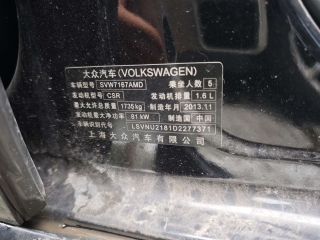 大众汽车(VOLKSWAGEN)
车辆型号 SVW7167AMD 乘坐人数 5
发动机型号 CSR 发动机排量 1.6 L
最大允许总质量 1735kg 制造年月 2013.11
发动机最大净功率 81kW 制造国 中国
车辆识别代号 LSVNU2181D2277371
上海大众汽车有限公司